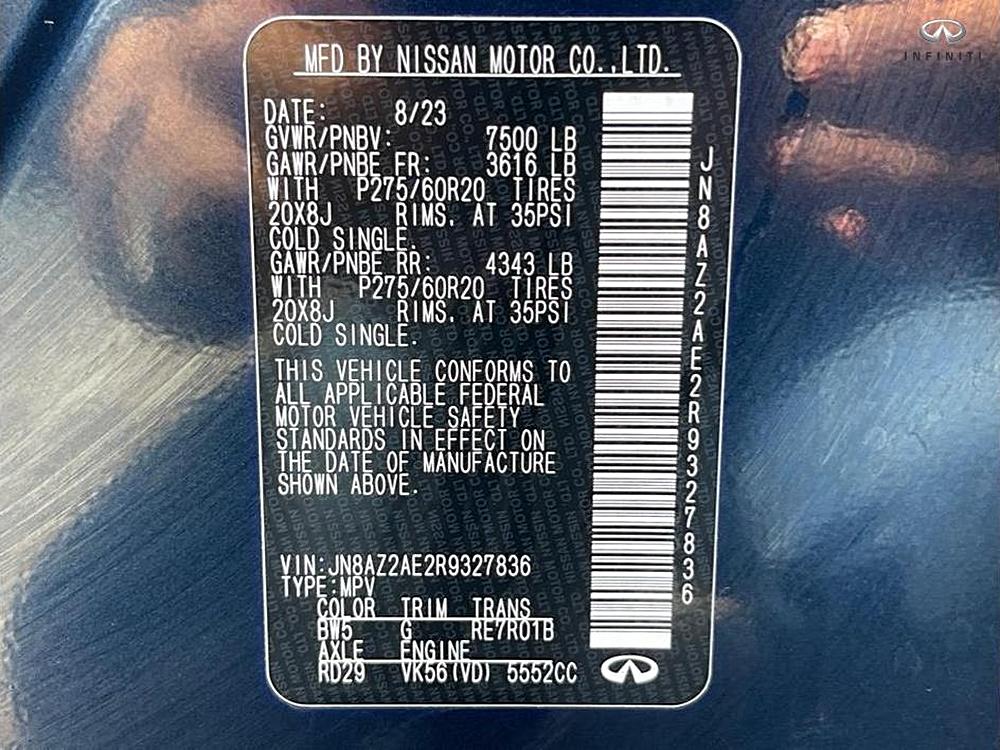 INFINITI
MFD BY NISSAN MOTOR CO.,LTD.
DATE: 8/23
GVWR/PNBV: 7500 LB
GAWR/PNBE FR: 3616 LB
WITH P275/60R20 TIRES
20X8J RIMS. AT 35PSI
COLD SINGLE.
GAWR/PNBE RR: 4343 LB
WITH P275/60R20 TIRES
20X8J RIMS. AT 35PSI
COLD SINGLE.
THIS VEHICLE CONFORMS TO
ALL APPLICABLE FEDERAL
MOTOR VEHICLE SAFETY
STANDARDS IN EFFECT ON
THE DATE OF MANUFACTURE
SHOWN ABOVE.
VIN:JN8AZ2AE2R9327836
TYPE:MPV
COLOR TRIM TRANS
BW5 G RE7R01B
AXLE ENGINE
RD29 VK56(VD) 5552CC
JN8AZ2AE2R9327836